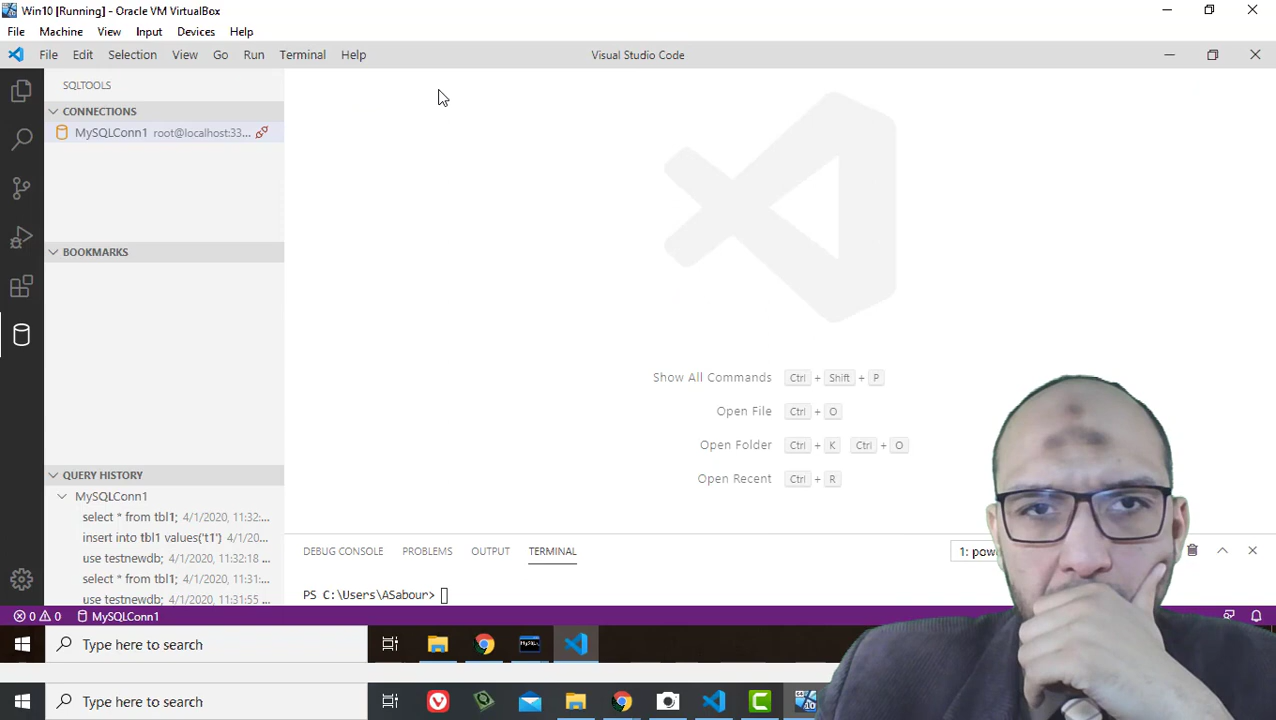 Win10 [Running] - Oracle VM VirtualBox
File Machine View Input Devices Help
File Edit Selection View Go Run Terminal Help Visual Studio Code
SQLTOOLS
CONNECTIONS
MySQLConn1 root@localhost:33...
BOOKMARKS
Show All Commands Ctrl + Shift + P
Open File Ctrl + O
Open Folder Ctrl + K Ctrl + O
Open Recent Ctrl + R
QUERY HISTORY
MySQLConn1
select * from tbl1; 4/1/2020, 11:32:...
insert into tbl1 values('t1') 4/1/20...
use testnewdb; 4/1/2020, 11:32:18 ...
select * from tbl1; 4/1/2020, 11:31:...
use testnewdb; 4/1/2020, 11:31:55 ...
DEBUG CONSOLE PROBLEMS OUTPUT TERMINAL 1: pow
PS C:\Users\ASabour>
0 0 MySQLConn1
Type here to search
Type here to search